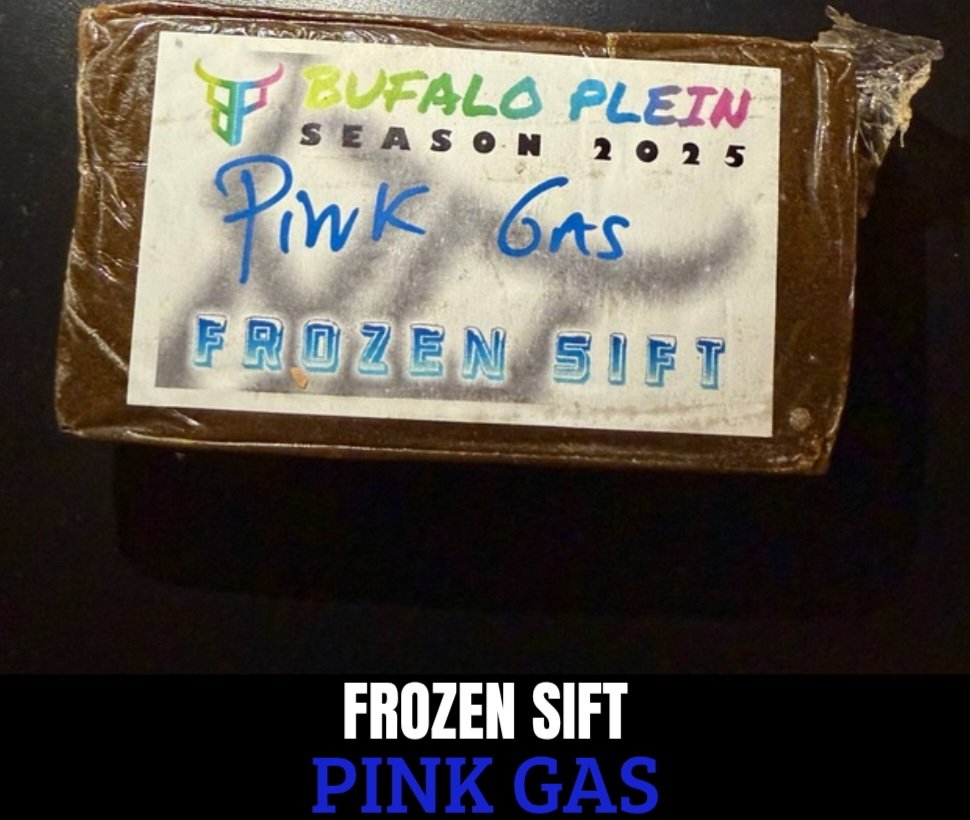 BUFALO PLEIN
SEASON 2025
PINK GAS
FROZEN SIFT
FROZEN SIFT
PINK GAS